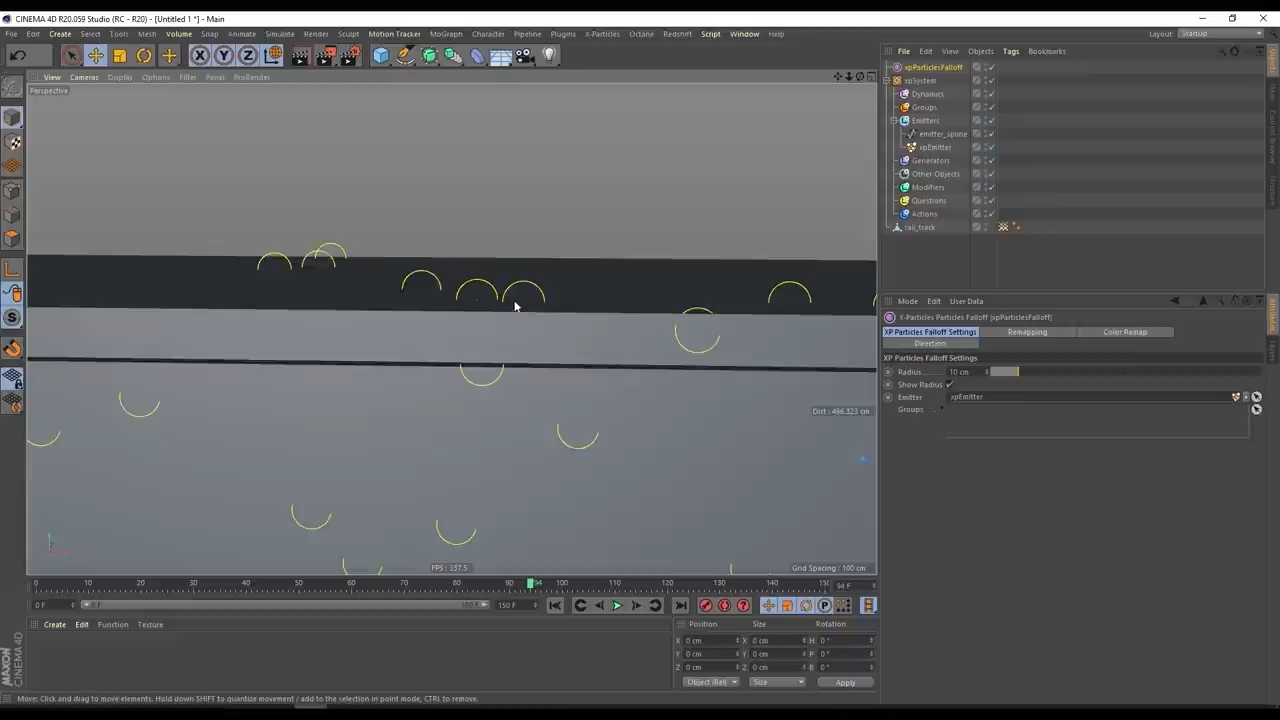 CINEMA 4D R20.059 Studio (RC - R20) - [Untitled 1 *] - Main
File Edit Create Select Tools Mesh Volume Snap Animate Simulate Render Sculpt Motion Tracker MoGraph Character Pipeline Plugins X-Particles Octane Redshift Script Window Help
Layout: Startup
File Edit View Objects Tags Bookmarks
X Y Z
xpParticlesFalloff
xpSystem
Dynamics
Groups
Emitters
emitter_spline
xpEmitter
Generators
Other Objects
Modifiers
Questions
Actions
rail_track
View Cameras Display Options Filter Panel ProRender
Perspective
Dist : 496.323 cm
FPS : 337.5
Grid Spacing : 100 cm
Mode Edit User Data
X-Particles Particles Falloff [xpParticlesFalloff]
XP Particles Falloff Settings Remapping Color Remap
Direction
XP Particles Falloff Settings
Radius 10 cm
Show Radius
Emitter xpEmitter
Groups
0 10 20 30 40 50 60 70 80 90 94 100 110 120 130 140 150 94 F
0 F 0 F 150 F 150 F
P
Create Edit Function Texture
Position Size Rotation
X 0 cm X 0 cm H 0 °
Y 0 cm Y 0 cm P 0 °
Z 0 cm Z 0 cm B 0 °
Object (Rel) Size Apply
MAXON CINEMA 4D
Move: Click and drag to move elements. Hold down SHIFT to quantize movement / add to the selection in point mode, CTRL to remove.